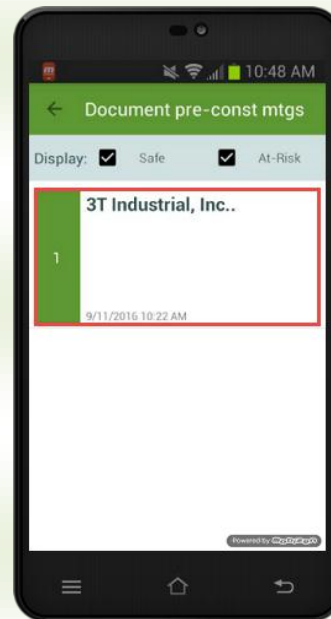 10:48 AM
Document pre-const mtgs
Display: Safe At-Risk
3T Industrial, Inc..
1
9/11/2016 10:22 AM
Powered by